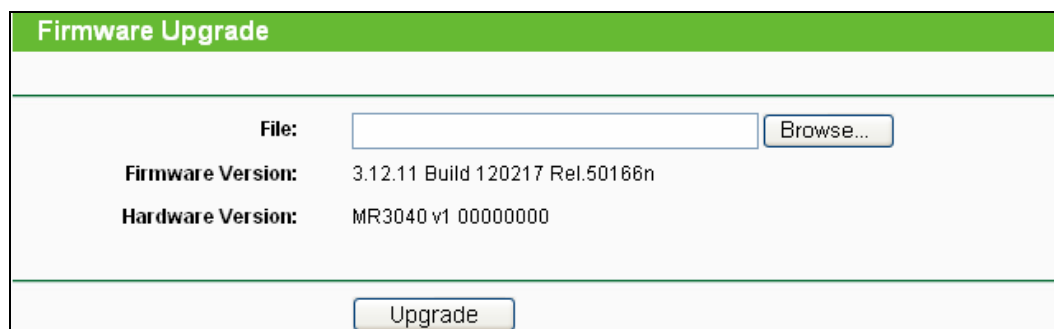 Firmware Upgrade
File: Browse...
Firmware Version: 3.12.11 Build 120217 Rel.50166n
Hardware Version: MR3040 v1 00000000
Upgrade